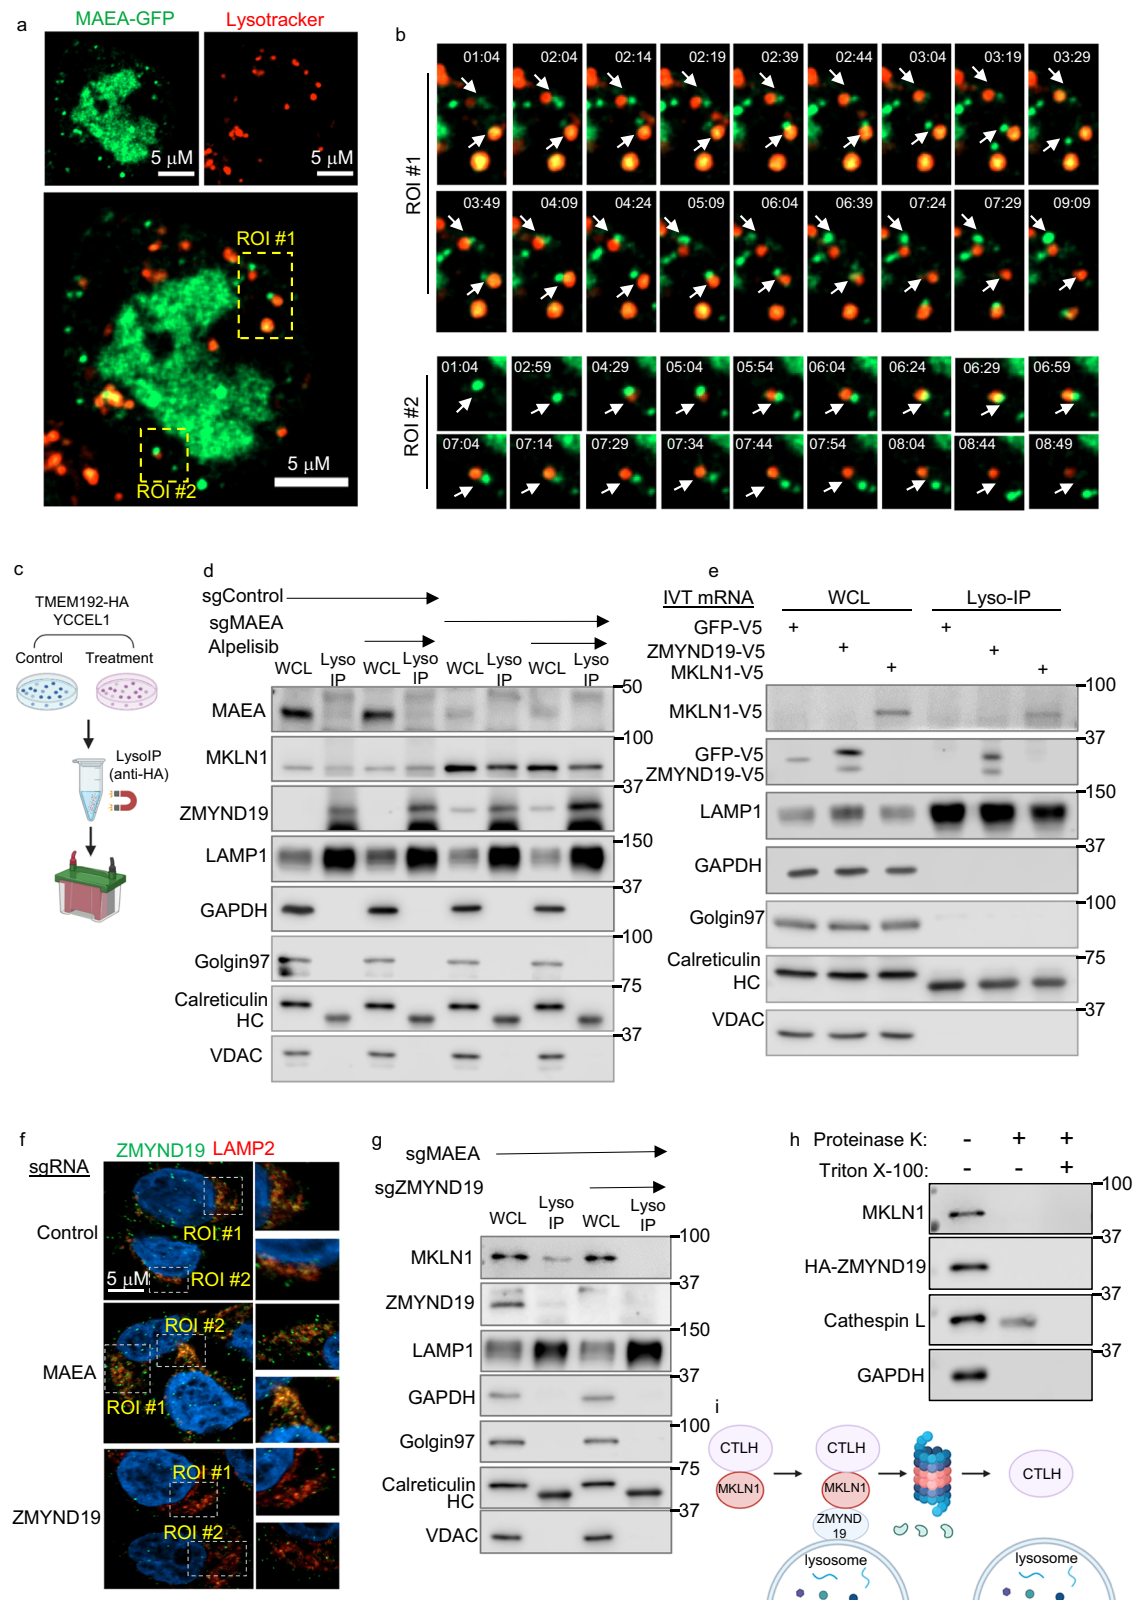 a
MAEA-GFP
Lysotracker
5 μM
5 μM
ROI #1
ROI #2
5 μM
b
ROI #1
01:04 02:04 02:14 02:19 02:39 02:44 03:04 03:19 03:29
03:49 04:09 04:24 05:09 06:04 06:39 07:24 07:29 09:09
ROI #2
01:04 02:59 04:29 05:04 05:54 06:04 06:24 06:29 06:59
07:04 07:14 07:29 07:34 07:44 07:54 08:04 08:44 08:49
c
TMEM192-HA
YCCEL1
Control Treatment
LysoIP
(anti-HA)
d
sgControl
sgMAEA
Alpelisib
WCL Lyso IP WCL Lyso IP WCL Lyso IP WCL Lyso IP
MAEA 50
MKLN1 100
ZMYND19 37
LAMP1 150
GAPDH 37
Golgin97 100
Calreticulin 75
HC
VDAC 37
e
IVT mRNA WCL Lyso-IP
GFP-V5 + +
ZMYND19-V5 + +
MKLN1-V5 + +
MKLN1-V5 100
GFP-V5 37
ZMYND19-V5
LAMP1 150
GAPDH 37
Golgin97 100
Calreticulin 75
HC
VDAC 37
f
ZMYND19 LAMP2
sgRNA
Control
ROI #1
ROI #2
5 μM
MAEA
ROI #2
ROI #1
ZMYND19
ROI #1
ROI #2
g
sgMAEA
sgZMYND19
WCL Lyso IP WCL Lyso IP
MKLN1 100
ZMYND19 37
LAMP1 150
GAPDH 37
Golgin97 100
Calreticulin 75
HC
VDAC 37
h
Proteinase K: - + +
Triton X-100: - - +
MKLN1 100
HA-ZMYND19 37
Cathespin L 37
GAPDH 37
i
CTLH
MKLN1
CTLH
MKLN1
ZMYND
19
CTLH
lysosome
lysosome